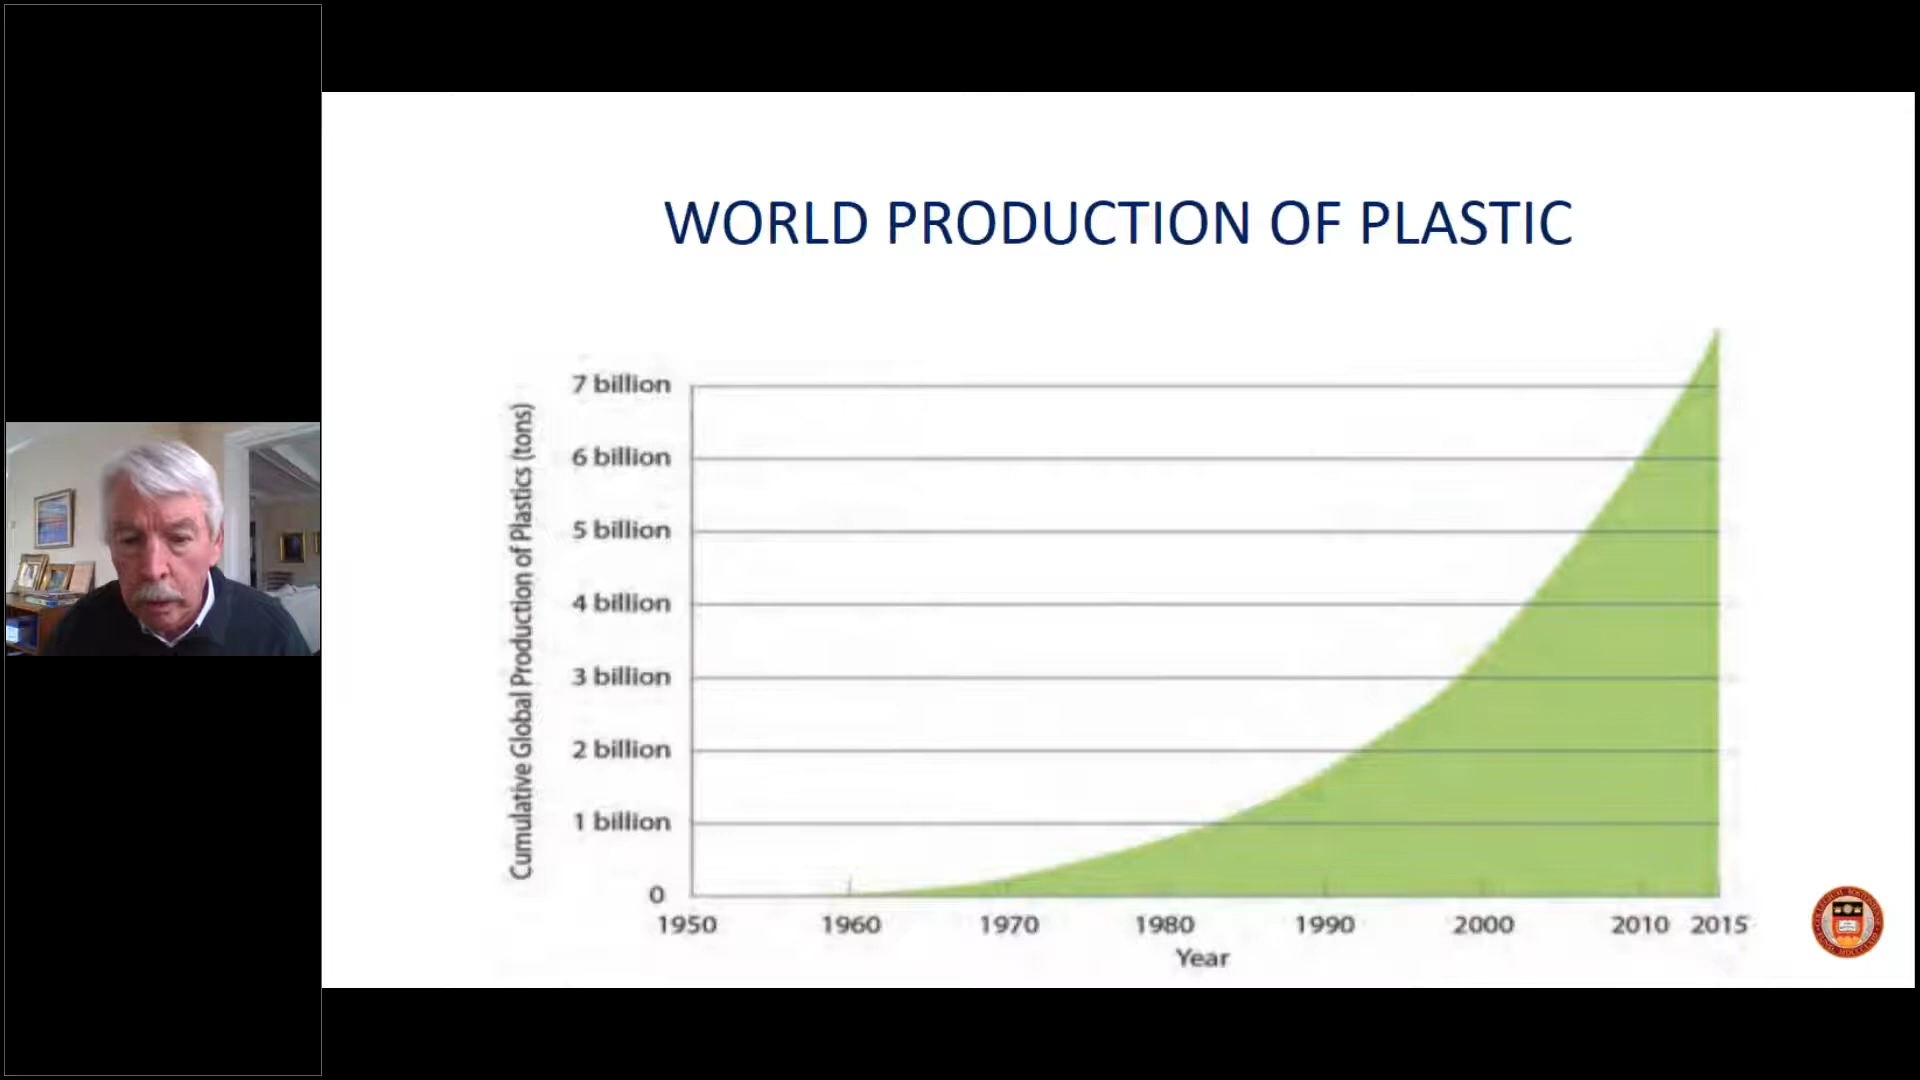 WORLD PRODUCTION OF PLASTIC
Cumulative Global Production of Plastics (tons)
7 billion
6 billion
5 billion
4 billion
3 billion
2 billion
1 billion
0
1950 1960 1970 1980 1990 2000 2010 2015
Year